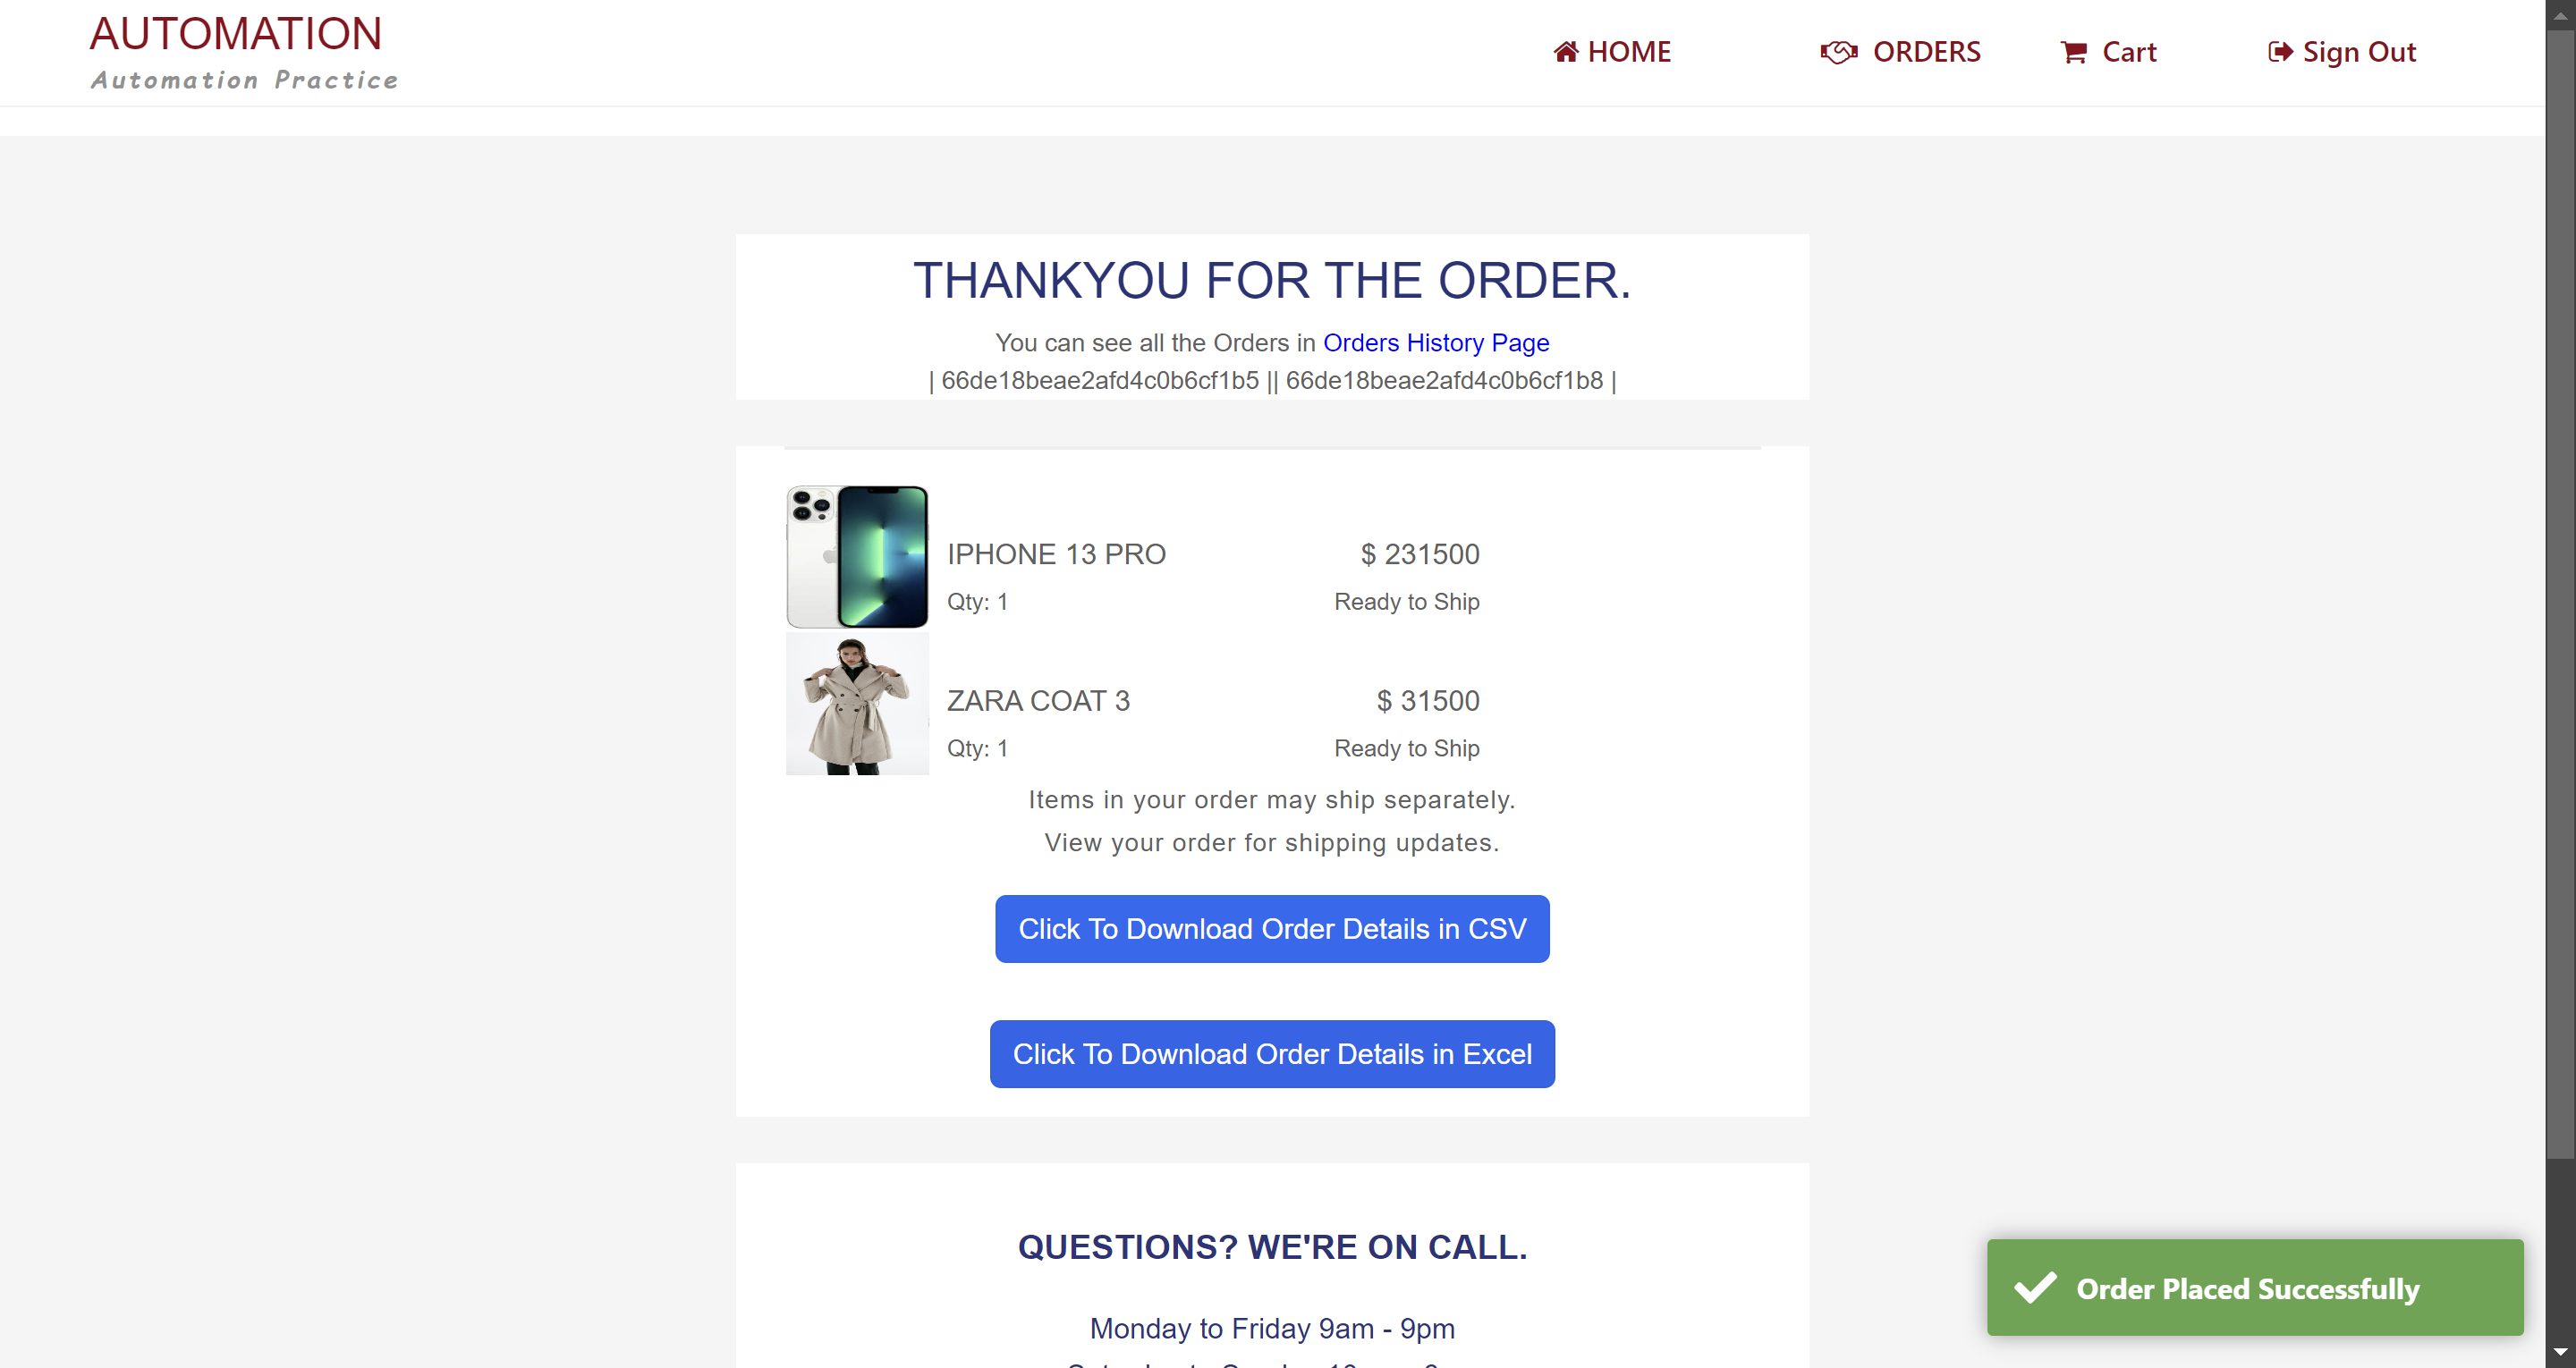 AUTOMATION
Automation Practice
HOME
ORDERS
Cart
Sign Out
THANKYOU FOR THE ORDER.
You can see all the Orders in Orders History Page
| 66de18beae2afd4c0b6cf1b5 || 66de18beae2afd4c0b6cf1b8 |
IPHONE 13 PRO
$ 231500
Qty: 1
Ready to Ship
ZARA COAT 3
$ 31500
Qty: 1
Ready to Ship
Items in your order may ship separately.
View your order for shipping updates.
Click To Download Order Details in CSV
Click To Download Order Details in Excel
QUESTIONS? WE'RE ON CALL.
Monday to Friday 9am - 9pm
Order Placed Successfully